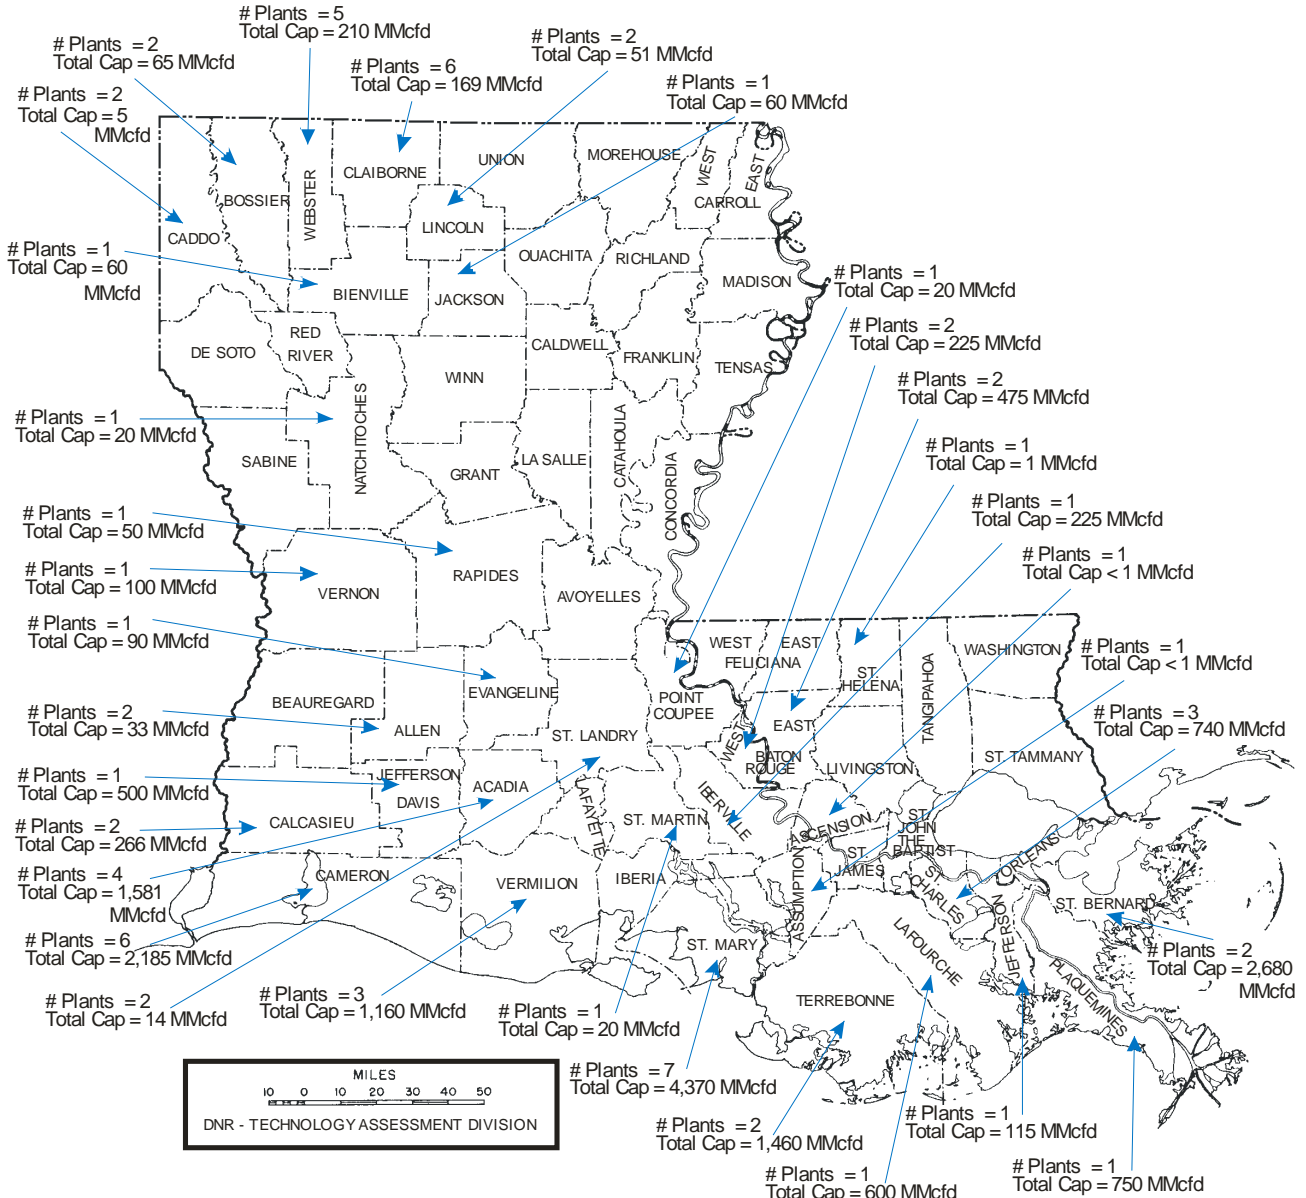 # Plants = 5
Total Cap = 210 MMcfd
# Plants = 2
Total Cap = 65 MMcfd
# Plants = 2
Total Cap = 51 MMcfd
# Plants = 6
Total Cap = 169 MMcfd
# Plants = 1
Total Cap = 60 MMcfd
# Plants = 2
Total Cap = 5
MMcfd
UNION
MOREHOUSE
WEST
EAST
CARROLL
CLAIBORNE
WEBSTER
BOSSIER
CADDO
LINCOLN
OUACHITA
RICHLAND
MADISON
# Plants = 1
Total Cap = 60
MMcfd
BIENVILLE
JACKSON
# Plants = 1
Total Cap = 20 MMcfd
# Plants = 2
Total Cap = 225 MMcfd
# Plants = 2
Total Cap = 475 MMcfd
# Plants = 1
Total Cap = 1 MMcfd
# Plants = 1
Total Cap = 225 MMcfd
# Plants = 1
Total Cap < 1 MMcfd
# Plants = 1
Total Cap < 1 MMcfd
# Plants = 3
Total Cap = 740 MMcfd
DE SOTO
RED
RIVER
WINN
CALDWELL
FRANKLIN
TENSAS
NATCHITOCHES
# Plants = 1
Total Cap = 20 MMcfd
SABINE
GRANT
LA SALLE
CATAHOULA
CONCORDIA
# Plants = 1
Total Cap = 50 MMcfd
# Plants = 1
Total Cap = 100 MMcfd
VERNON
RAPIDES
AVOYELLES
# Plants = 1
Total Cap = 90 MMcfd
WEST
FELICIANA
EAST
ST.
HELENA
TANGIPAHOA
WASHINGTON
BEAUREGARD
ALLEN
EVANGELINE
POINT
COUPEE
ST. LANDRY
WEST
EAST
BATON
ROUGE
LIVINGSTON
ST. TAMMANY
# Plants = 2
Total Cap = 33 MMcfd
# Plants = 1
Total Cap = 500 MMcfd
JEFFERSON
DAVIS
ACADIA
LAFAYETTE
ST. MARTIN
IBERVILLE
ASCENSION
ST.
JOHN
THE
BAPTIST
ST.
JAMES
ORLEANS
# Plants = 2
Total Cap = 266 MMcfd
CALCASIEU
# Plants = 4
Total Cap = 1,581
MMcfd
CAMERON
VERMILION
IBERIA
ASSUMPTION
ST.
CHARLES
ST. BERNARD
# Plants = 6
Total Cap = 2,185 MMcfd
ST. MARY
LAFOURCHE
JEFFERSON
PLAQUEMINES
# Plants = 2
Total Cap = 2,680
MMcfd
# Plants = 2
Total Cap = 14 MMcfd
# Plants = 3
Total Cap = 1,160 MMcfd
# Plants = 1
Total Cap = 20 MMcfd
TERREBONNE
# Plants = 7
Total Cap = 4,370 MMcfd
# Plants = 2
Total Cap = 1,460 MMcfd
# Plants = 1
Total Cap = 115 MMcfd
# Plants = 1
Total Cap = 600 MMcfd
# Plants = 1
Total Cap = 750 MMcfd
MILES
10 0 10 20 30 40 50
DNR - TECHNOLOGY ASSESSMENT DIVISION